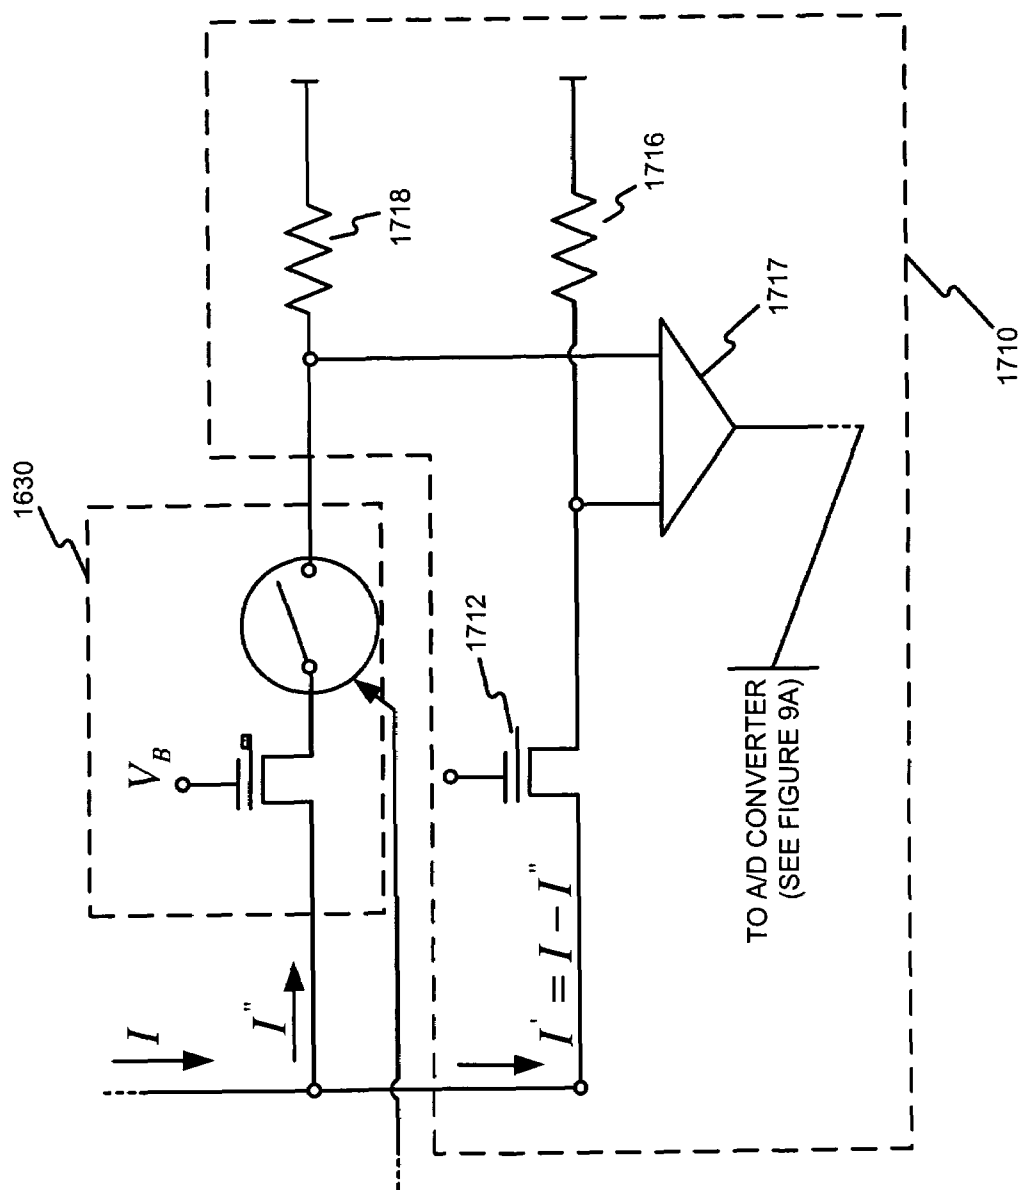 1630
1718
1716
V_B
1712
1717
I
I"
I' = I – I"
TO A/D CONVERTER
(SEE FIGURE 9A)
1710